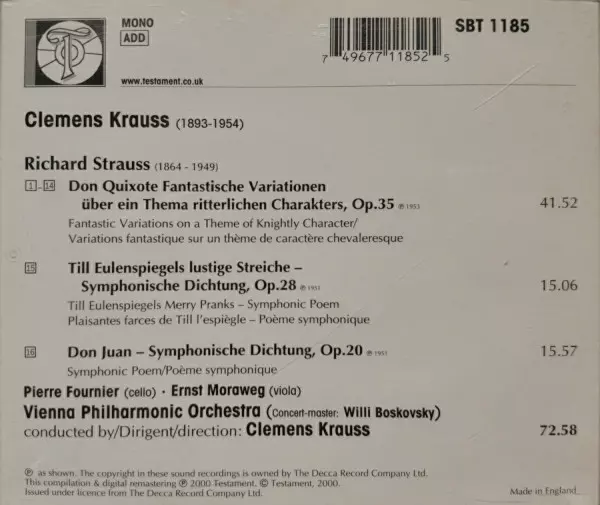 MONO
ADD
SBT 1185
7 49677 11852 5
www.testament.co.uk
Clemens Krauss (1893-1954)
Richard Strauss (1864 - 1949)
1 - 14 Don Quixote Fantastische Variationen
über ein Thema ritterlichen Charakters, Op.35 ℗ 1953 41.52
Fantastic Variations on a Theme of Knightly Character/
Variations fantastique sur un thème de caractère chevaleresque
15 Till Eulenspiegels lustige Streiche –
Symphonische Dichtung, Op.28 ℗ 1951 15.06
Till Eulenspiegels Merry Pranks – Symphonic Poem
Plaisantes farces de Till l'espiègle – Poème symphonique
16 Don Juan – Symphonische Dichtung, Op.20 ℗ 1951 15.57
Symphonic Poem/Poème symphonique
Pierre Fournier (cello) · Ernst Moraweg (viola)
Vienna Philharmonic Orchestra (Concert-master: Willi Boskovsky)
conducted by/Dirigent/direction: Clemens Krauss 72.58
℗ as shown. The copyright in these sound recordings is owned by The Decca Record Company Ltd.
This compilation & digital remastering ℗ 2000 Testament. © Testament, 2000.
Issued under licence from The Decca Record Company Ltd. Made in England